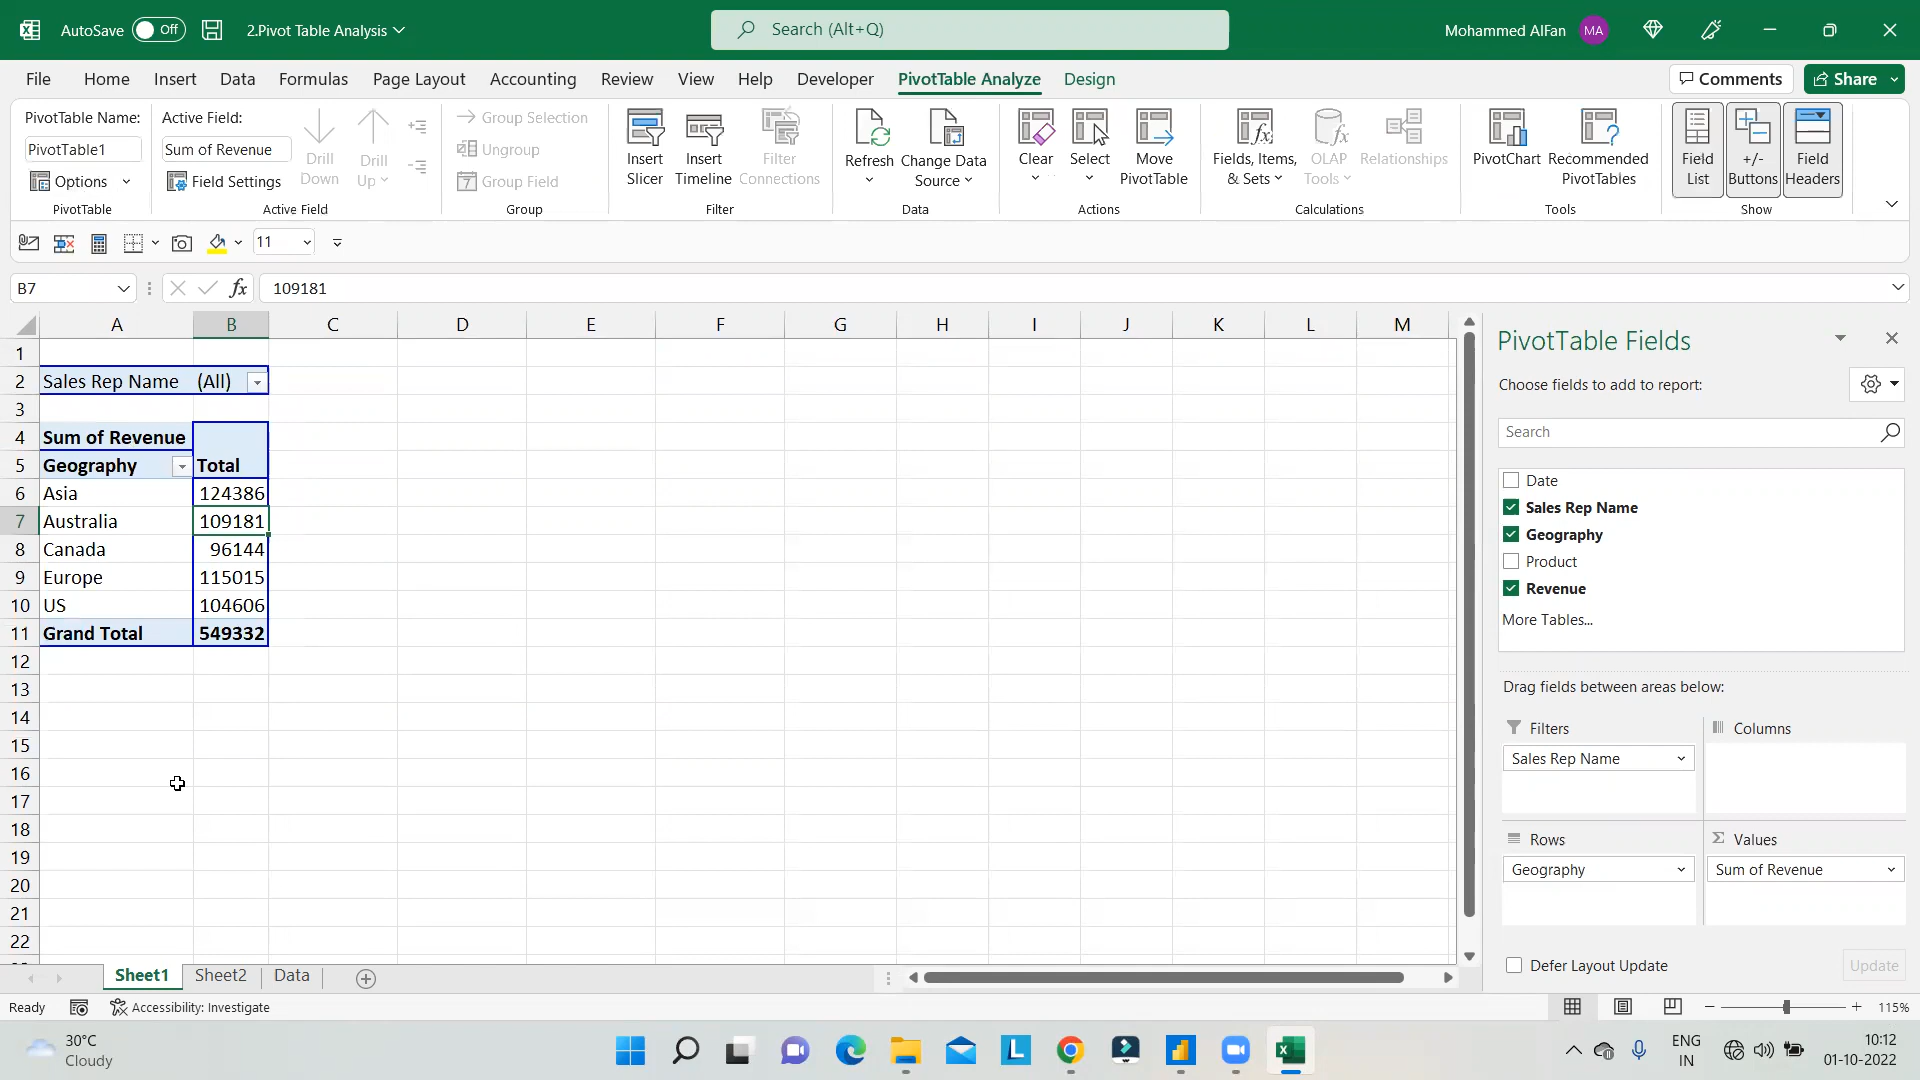 AutoSave Off 2.Pivot Table Analysis Search (Alt+Q) Mohammed AlFan MA
File Home Insert Data Formulas Page Layout Accounting Review View Help Developer PivotTable Analyze Design Comments Share
PivotTable Name:
PivotTable1
Options
PivotTable
Active Field:
Sum of Revenue
Field Settings
Drill Down
Drill Up
Active Field
Group Selection
Ungroup
Group Field
Group
Insert Slicer
Insert Timeline
Filter Connections
Filter
Refresh
Change Data Source
Data
Clear
Select
Move PivotTable
Actions
Fields, Items, & Sets
OLAP Tools
Relationships
Calculations
PivotChart
Recommended PivotTables
Tools
Field List
+/- Buttons
Field Headers
Show
11
B7 fx 109181
A B C D E F G H I J K L M
1
2 Sales Rep Name (All)
3
4 Sum of Revenue
5 Geography Total
6 Asia 124386
7 Australia 109181
8 Canada 96144
9 Europe 115015
10 US 104606
11 Grand Total 549332
12
13
14
15
16
17
18
19
20
21
22
PivotTable Fields
Choose fields to add to report:
Search
Date
Sales Rep Name
Geography
Product
Revenue
More Tables...
Drag fields between areas below:
Filters
Sales Rep Name
Columns
Rows
Geography
Σ Values
Sum of Revenue
Defer Layout Update Update
Sheet1 Sheet2 Data
Ready Accessibility: Investigate 115%
30°C
Cloudy
ENG
IN
10:12
01-10-2022